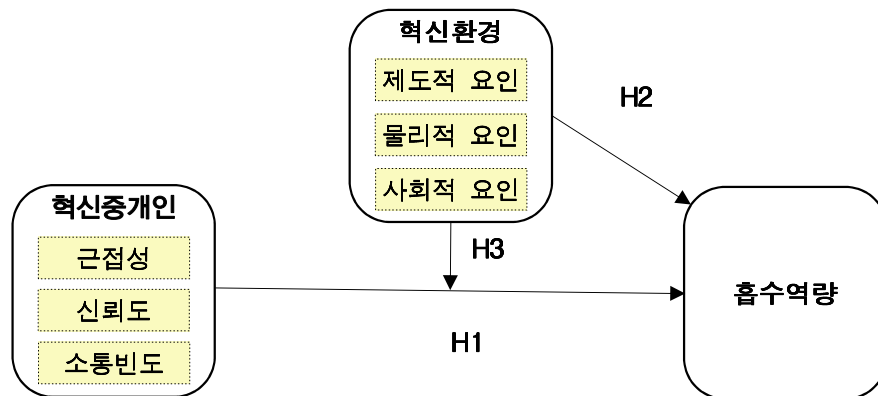 혁신환경
제도적 요인
물리적 요인
사회적 요인
H2
혁신중개인
근접성
신뢰도
소통빈도
H3
H1
흡수역량